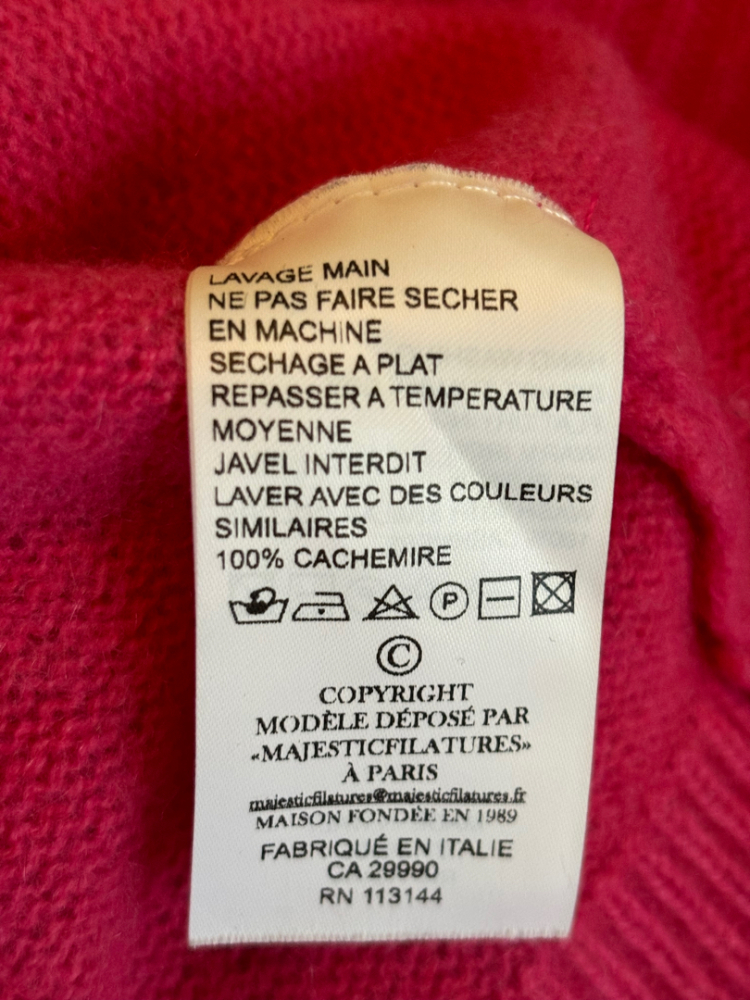 LAVAGE MAIN
NE PAS FAIRE SECHER
EN MACHINE
SECHAGE A PLAT
REPASSER A TEMPERATURE
MOYENNE
JAVEL INTERDIT
LAVER AVEC DES COULEURS
SIMILAIRES
100% CACHEMIRE
P
©
COPYRIGHT
MODÈLE DÉPOSÉ PAR
«MAJESTICFILATURES»
À PARIS
majesticfilatures@majesticfilatures.fr
MAISON FONDÉE EN 1989
FABRIQUÉ EN ITALIE
CA 29990
RN 113144